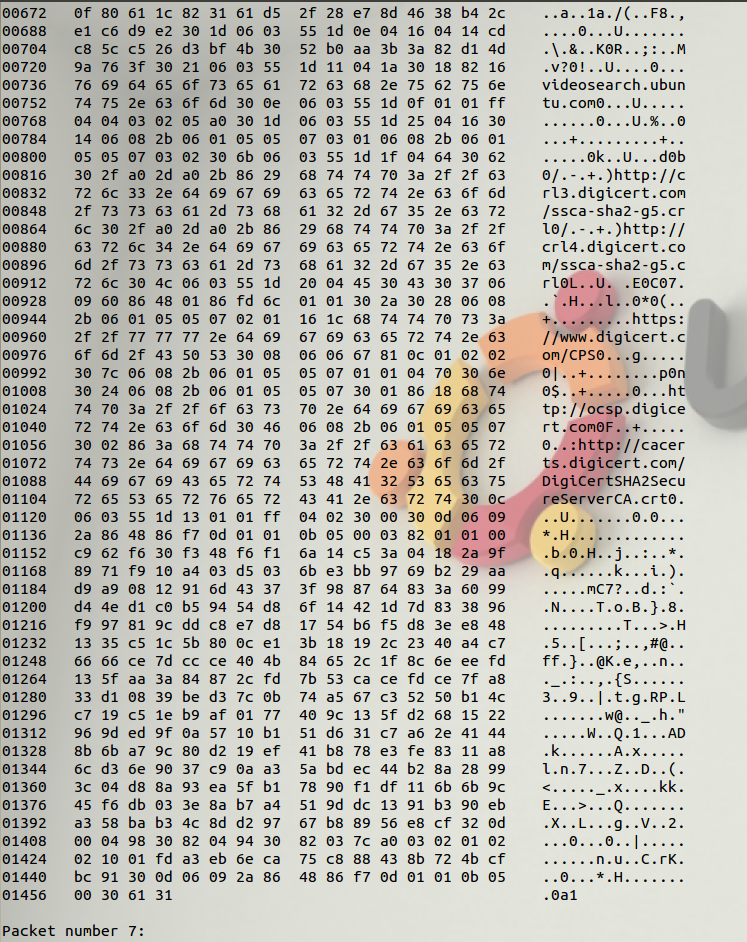 00672   0f 80 61 1c 82 31 61 d5  2f 28 e7 8d 46 38 b4 2c    ..a..1a./(..F8.,
00688   e1 c6 d9 e2 30 1d 06 03  55 1d 0e 04 16 04 14 cd    ....0...U.......
00704   c8 5c c5 26 d3 bf 4b 30  52 b0 aa 3b 3a 82 d1 4d    .\.&..K0R..;:..M
00720   9a 76 3f 30 21 06 03 55  1d 11 04 1a 30 18 82 16    .v?0!..U....0...
00736   76 69 64 65 6f 73 65 61  72 63 68 2e 75 62 75 6e    videosearch.ubun
00752   74 75 2e 63 6f 6d 30 0e  06 03 55 1d 0f 01 01 ff    tu.com0...U.....
00768   04 04 03 02 05 a0 30 1d  06 03 55 1d 25 04 16 30    ......0...U.%..0
00784   14 06 08 2b 06 01 05 05  07 03 01 06 08 2b 06 01    ...+.........+..
00800   05 05 07 03 02 30 6b 06  03 55 1d 1f 04 64 30 62    .....0k..U...d0b
00816   30 2f a0 2d a0 2b 86 29  68 74 74 70 3a 2f 2f 63    0/.-.+.)http://c
00832   72 6c 33 2e 64 69 67 69  63 65 72 74 2e 63 6f 6d    rl3.digicert.com
00848   2f 73 73 63 61 2d 73 68  61 32 2d 67 35 2e 63 72    /ssca-sha2-g5.cr
00864   6c 30 2f a0 2d a0 2b 86  29 68 74 74 70 3a 2f 2f    l0/.-.+.)http://
00880   63 72 6c 34 2e 64 69 67  69 63 65 72 74 2e 63 6f    crl4.digicert.co
00896   6d 2f 73 73 63 61 2d 73  68 61 32 2d 67 35 2e 63    m/ssca-sha2-g5.c
00912   72 6c 30 4c 06 03 55 1d  20 04 45 30 43 30 37 06    rl0L..U. .E0C07.
00928   09 60 86 48 01 86 fd 6c  01 01 30 2a 30 28 06 08    .`.H...l..0*0(..
00944   2b 06 01 05 05 07 02 01  16 1c 68 74 74 70 73 3a    +.........https:
00960   2f 2f 77 77 77 2e 64 69  67 69 63 65 72 74 2e 63    //www.digicert.c
00976   6f 6d 2f 43 50 53 30 08  06 06 67 81 0c 01 02 02    om/CPS0...g.....
00992   30 7c 06 08 2b 06 01 05  05 07 01 01 04 70 30 6e    0|..+........p0n
01008   30 24 06 08 2b 06 01 05  05 07 30 01 86 18 68 74    0$..+.....0...ht
01024   74 70 3a 2f 2f 6f 63 73  70 2e 64 69 67 69 63 65    tp://ocsp.digice
01040   72 74 2e 63 6f 6d 30 46  06 08 2b 06 01 05 05 07    rt.com0F..+.....
01056   30 02 86 3a 68 74 74 70  3a 2f 2f 63 61 63 65 72    0..:http://cacer
01072   74 73 2e 64 69 67 69 63  65 72 74 2e 63 6f 6d 2f    ts.digicert.com/
01088   44 69 67 69 43 65 72 74  53 48 41 32 53 65 63 75    DigiCertSHA2Secu
01104   72 65 53 65 72 76 65 72  43 41 2e 63 72 74 30 0c    reServerCA.crt0.
01120   06 03 55 1d 13 01 01 ff  04 02 30 00 30 0d 06 09    ..U.......0.0...
01136   2a 86 48 86 f7 0d 01 01  0b 05 00 03 82 01 01 00    *.H.............
01152   c9 62 f6 30 f3 48 f6 f1  6a 14 c5 3a 04 18 2a 9f    .b.0.H..j..:..*.
01168   89 71 f9 10 a4 03 d5 03  6b e3 bb 97 69 b2 29 aa    .q......k...i.).
01184   d9 a9 08 12 91 6d 43 37  3f 98 87 64 83 3a 60 99    .....mC7?..d.:`.
01200   d4 4e d1 c0 b5 94 54 d8  6f 14 42 1d 7d 83 38 96    .N....T.o.B.}.8.
01216   f9 97 81 9c dd c8 e7 d8  17 54 b6 f5 d8 3e e8 48    .........T...>.H
01232   13 35 c5 1c 5b 80 0c e1  3b 18 19 2c 23 40 a4 c7    .5..[...;..,#@..
01248   66 66 ce 7d cc ce 40 4b  84 65 2c 1f 8c 6e ee fd    ff.}..@K.e,..n..
01264   13 5f aa 3a 84 87 2c fd  7b 53 ca ce fd ce 7f a8    ._.:..,.{S......
01280   33 d1 08 39 be d3 7c 0b  74 a5 67 c3 52 50 b1 4c    3..9..|.t.g.RP.L
01296   c7 19 c5 1e b9 af 01 77  40 9c 13 5f d2 68 15 22    .......w@.._.h."
01312   96 9d ed 9f 0a 57 10 b1  51 d6 31 c7 a6 2e 41 44    .....W..Q.1...AD
01328   8b 6b a7 9c 80 d2 19 ef  41 b8 78 e3 fe 83 11 a8    .k......A.x.....
01344   6c d3 6e 90 37 c9 0a a3  5a bd ec 44 b2 8a 28 99    l.n.7...Z..D..(.
01360   3c 04 d8 8a 93 ea 5f b1  78 90 f1 df 11 6b 6b 9c    <....._.x....kk.
01376   45 f6 db 03 3e 8a b7 a4  51 9d dc 13 91 b3 90 eb    E...>...Q.......
01392   a3 58 ba b3 4c 8d d2 97  67 b8 89 56 e8 cf 32 0d    .X..L...g..V..2.
01408   00 04 98 30 82 04 94 30  82 03 7c a0 03 02 01 02    ...0...0..|.....
01424   02 10 01 fd a3 eb 6e ca  75 c8 88 43 8b 72 4b cf    ......n.u..C.rK.
01440   bc 91 30 0d 06 09 2a 86  48 86 f7 0d 01 01 0b 05    ..0...*.H.......
01456   00 30 61 31                                         .0a1
Packet number 7: